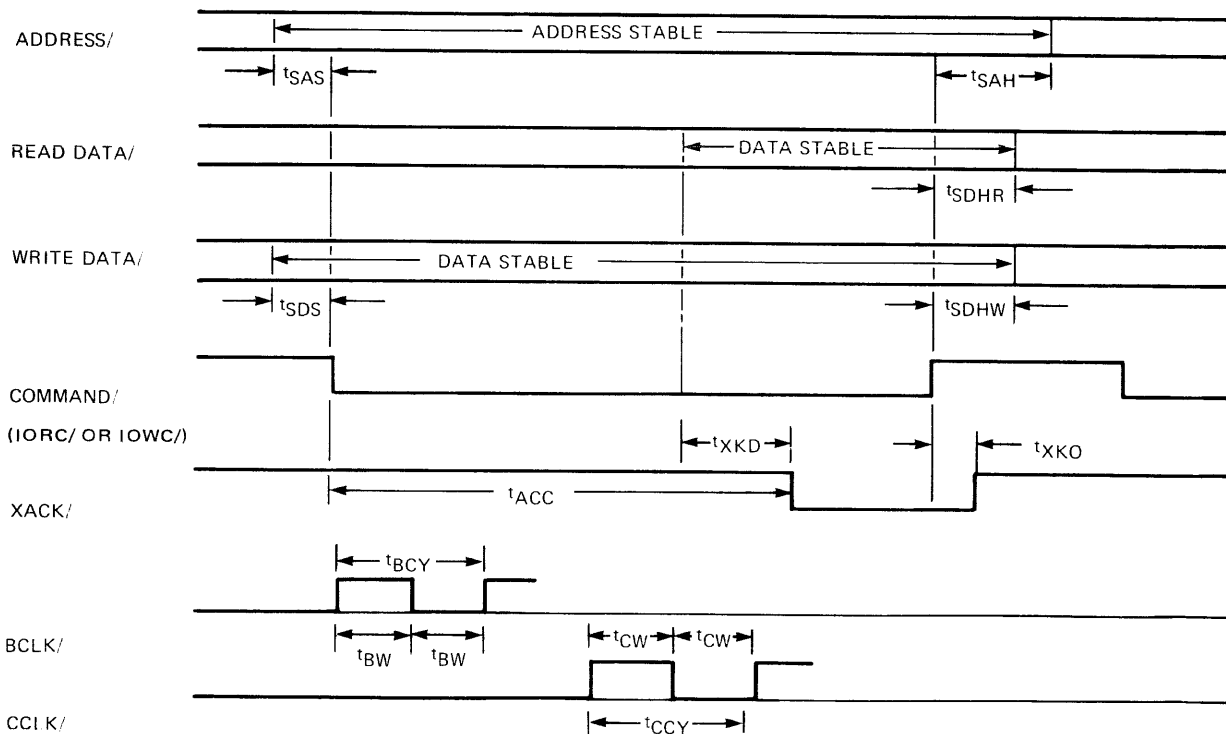 ADDRESS/
ADDRESS STABLE
tSAS
tSAH
READ DATA/
DATA STABLE
tSDHR
WRITE DATA/
DATA STABLE
tSDS
tSDHW
COMMAND/
(IORC/ OR IOWC/)
tXKD
tXKO
XACK/
tACC
tBCY
BCLK/
tBW
tBW
tCW
tCW
CCLK/
tCCY